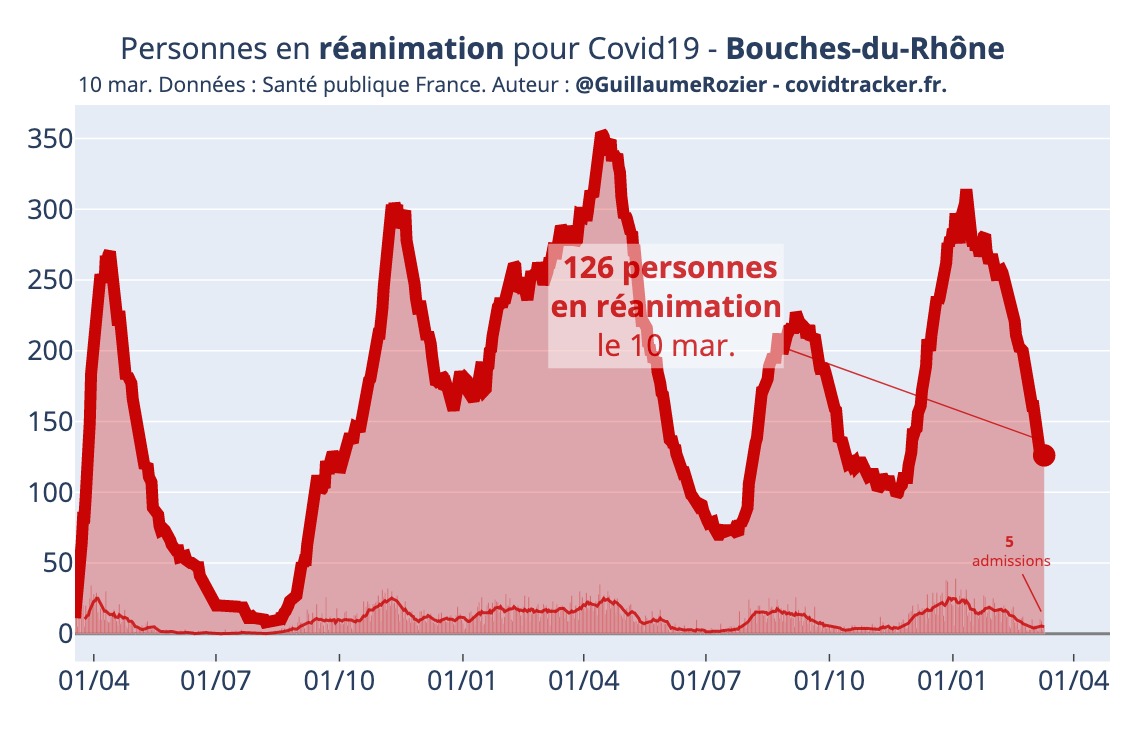 Personnes en réanimation pour Covid19 - Bouches-du-Rhône
10 mar. Données : Santé publique France. Auteur : @GuillaumeRozier - covidtracker.fr.
350
300
250
200
150
100
50
0
126 personnes
en réanimation
le 10 mar.
5
admissions
01/04 01/07 01/10 01/01 01/04 01/07 01/10 01/01 01/04